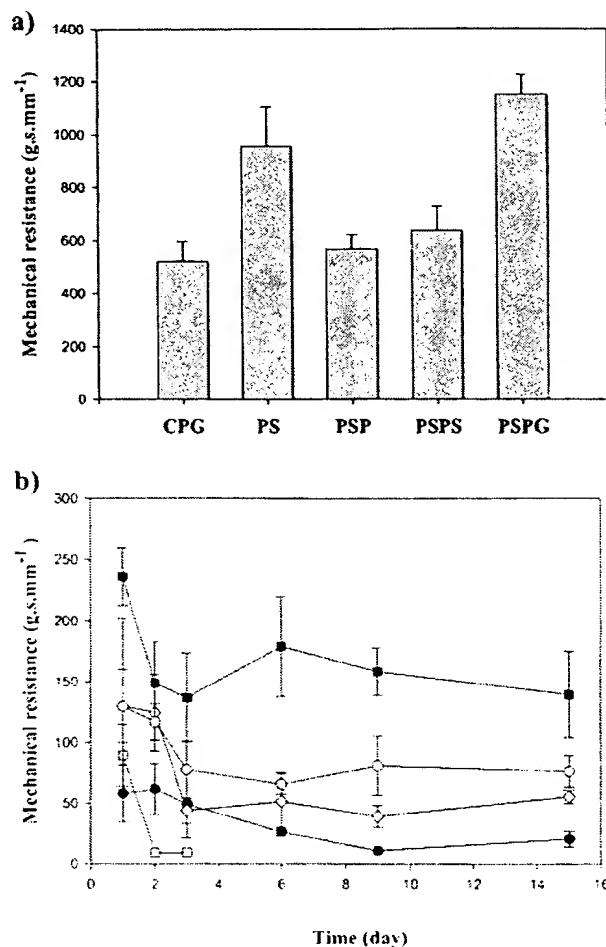 a)
1400
1200
1000
800
600
400
200
0
Mechanical resistance (g.s.mm⁻¹)
CPG PS PSP PSPS PSPG
b)
300
250
200
150
100
50
0
Mechanical resistance (g.s.mm⁻¹)
0 2 4 6 8 10 12 14 16
Time (day)